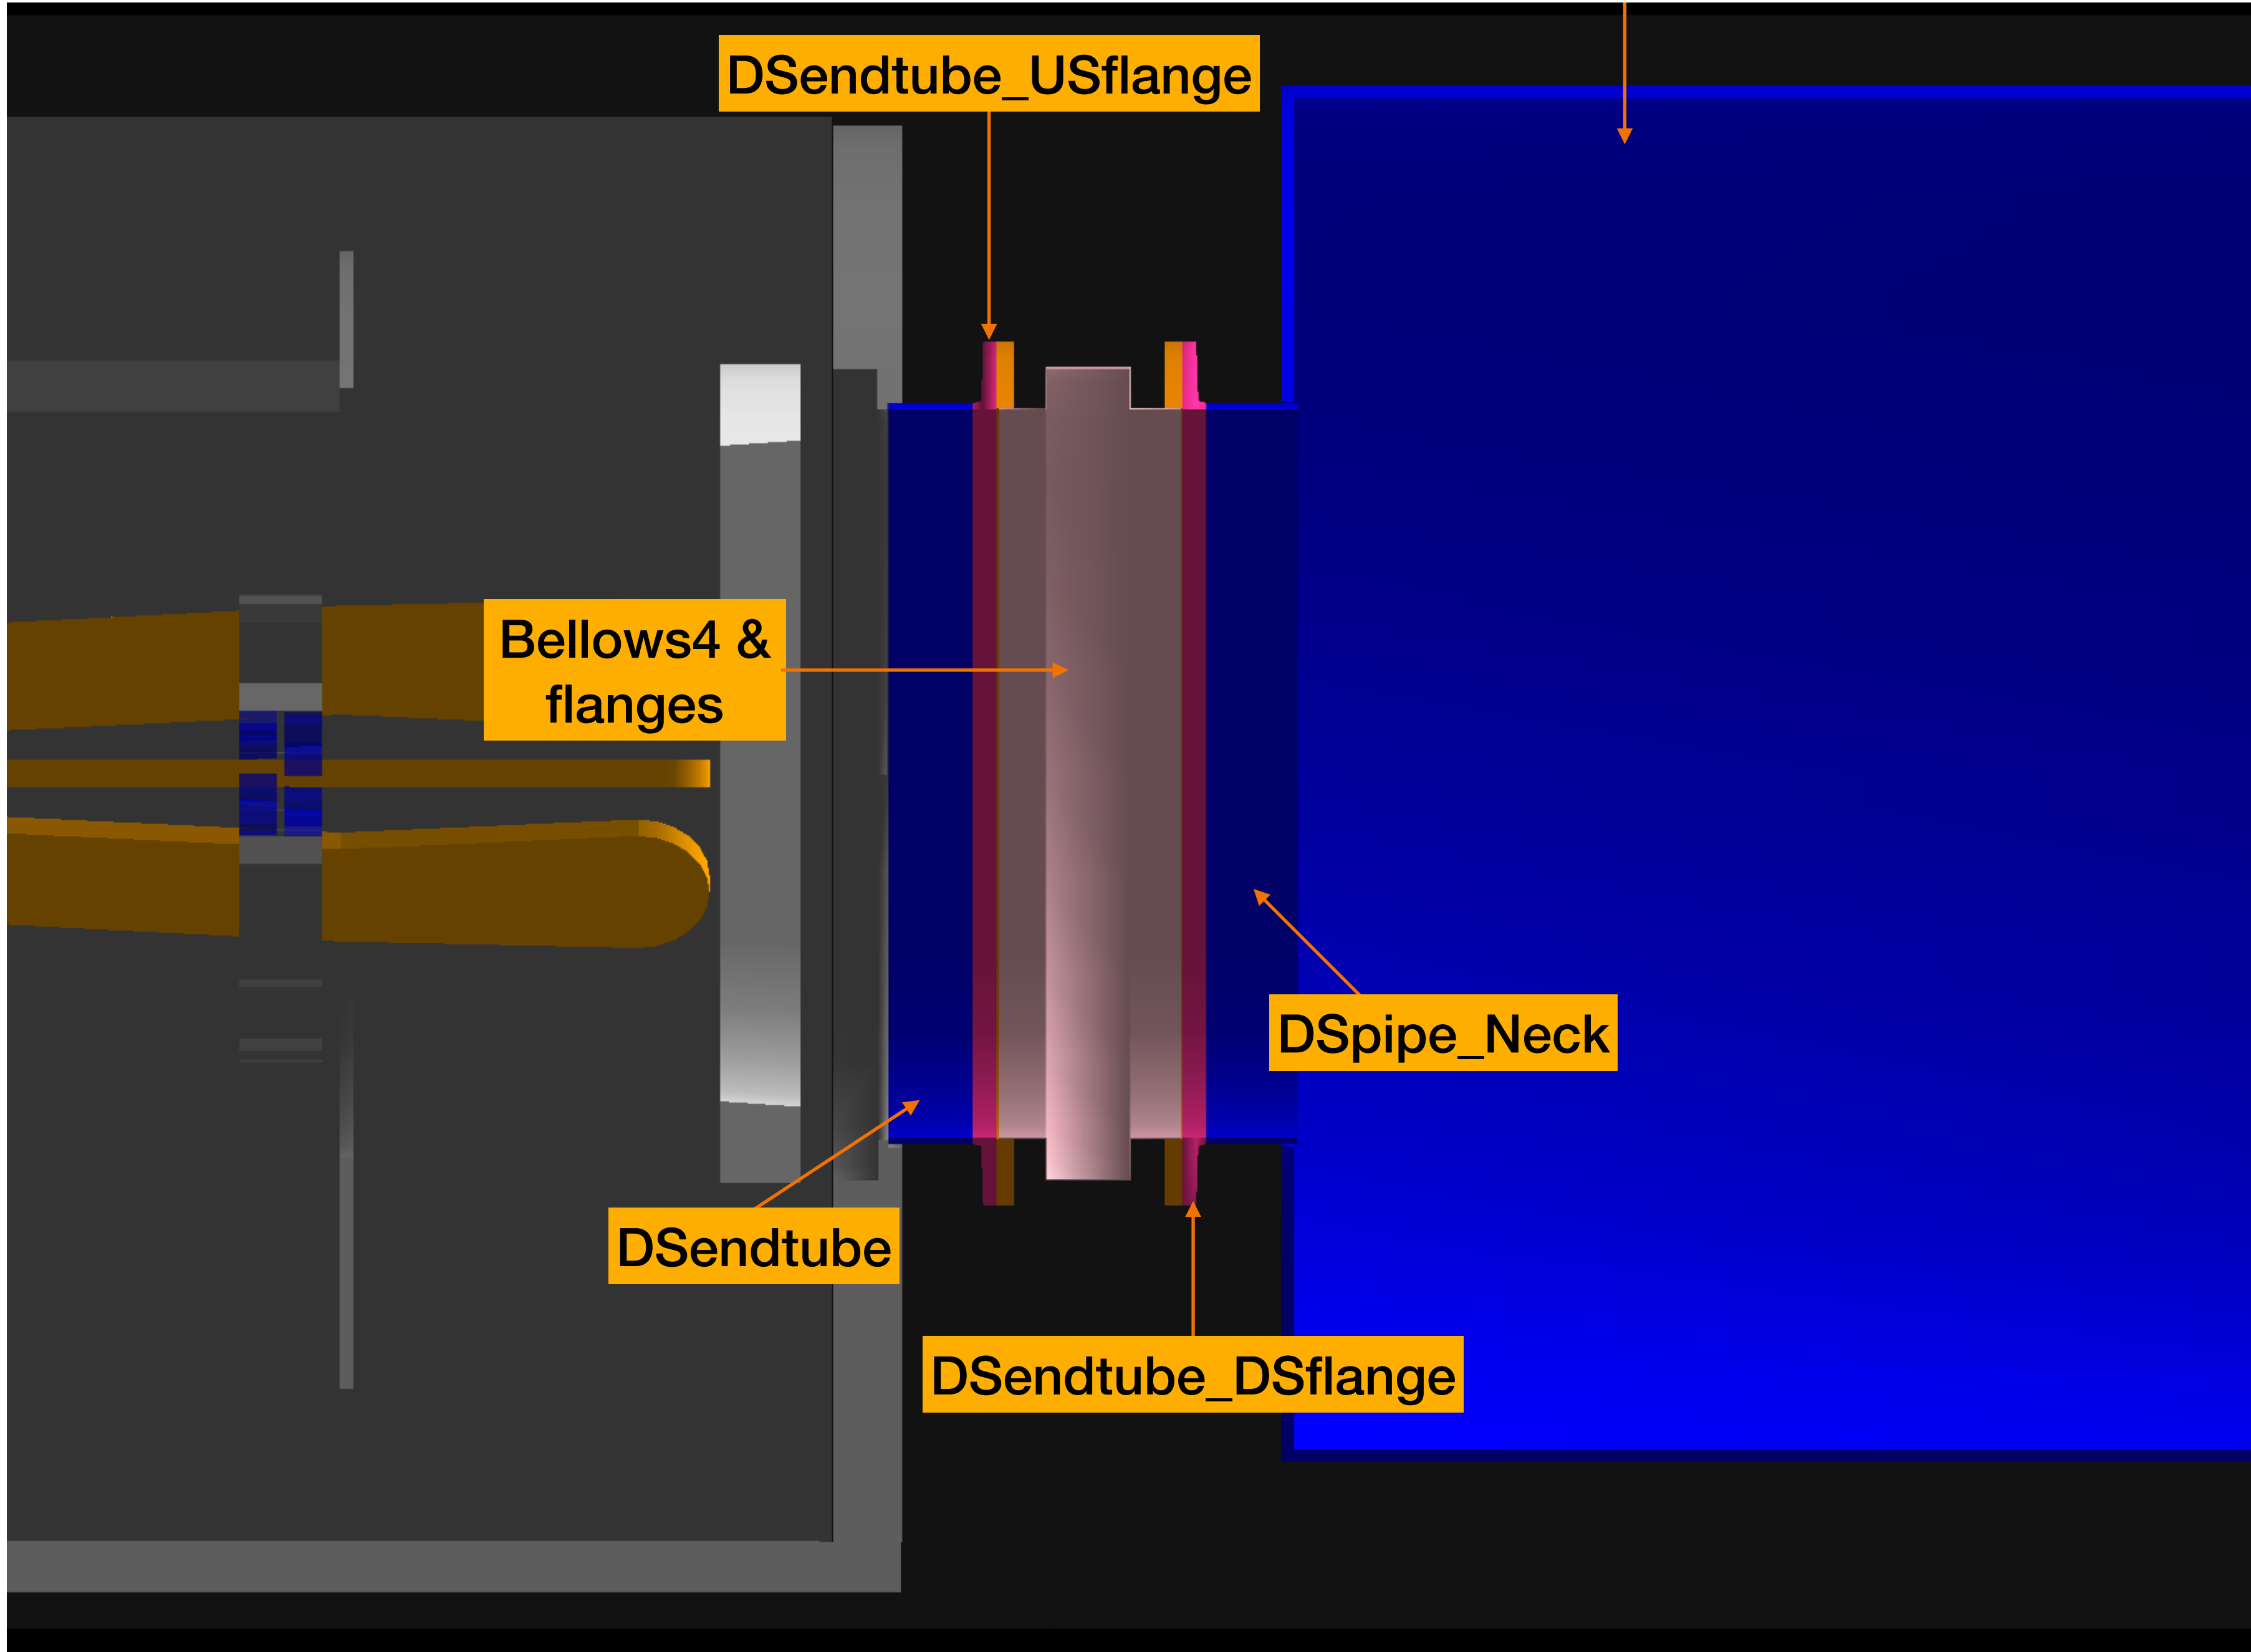 DSendtube_USflange
Bellows4 &
flanges
DSpipe_Neck
DSendtube
DSendtube_DSflange